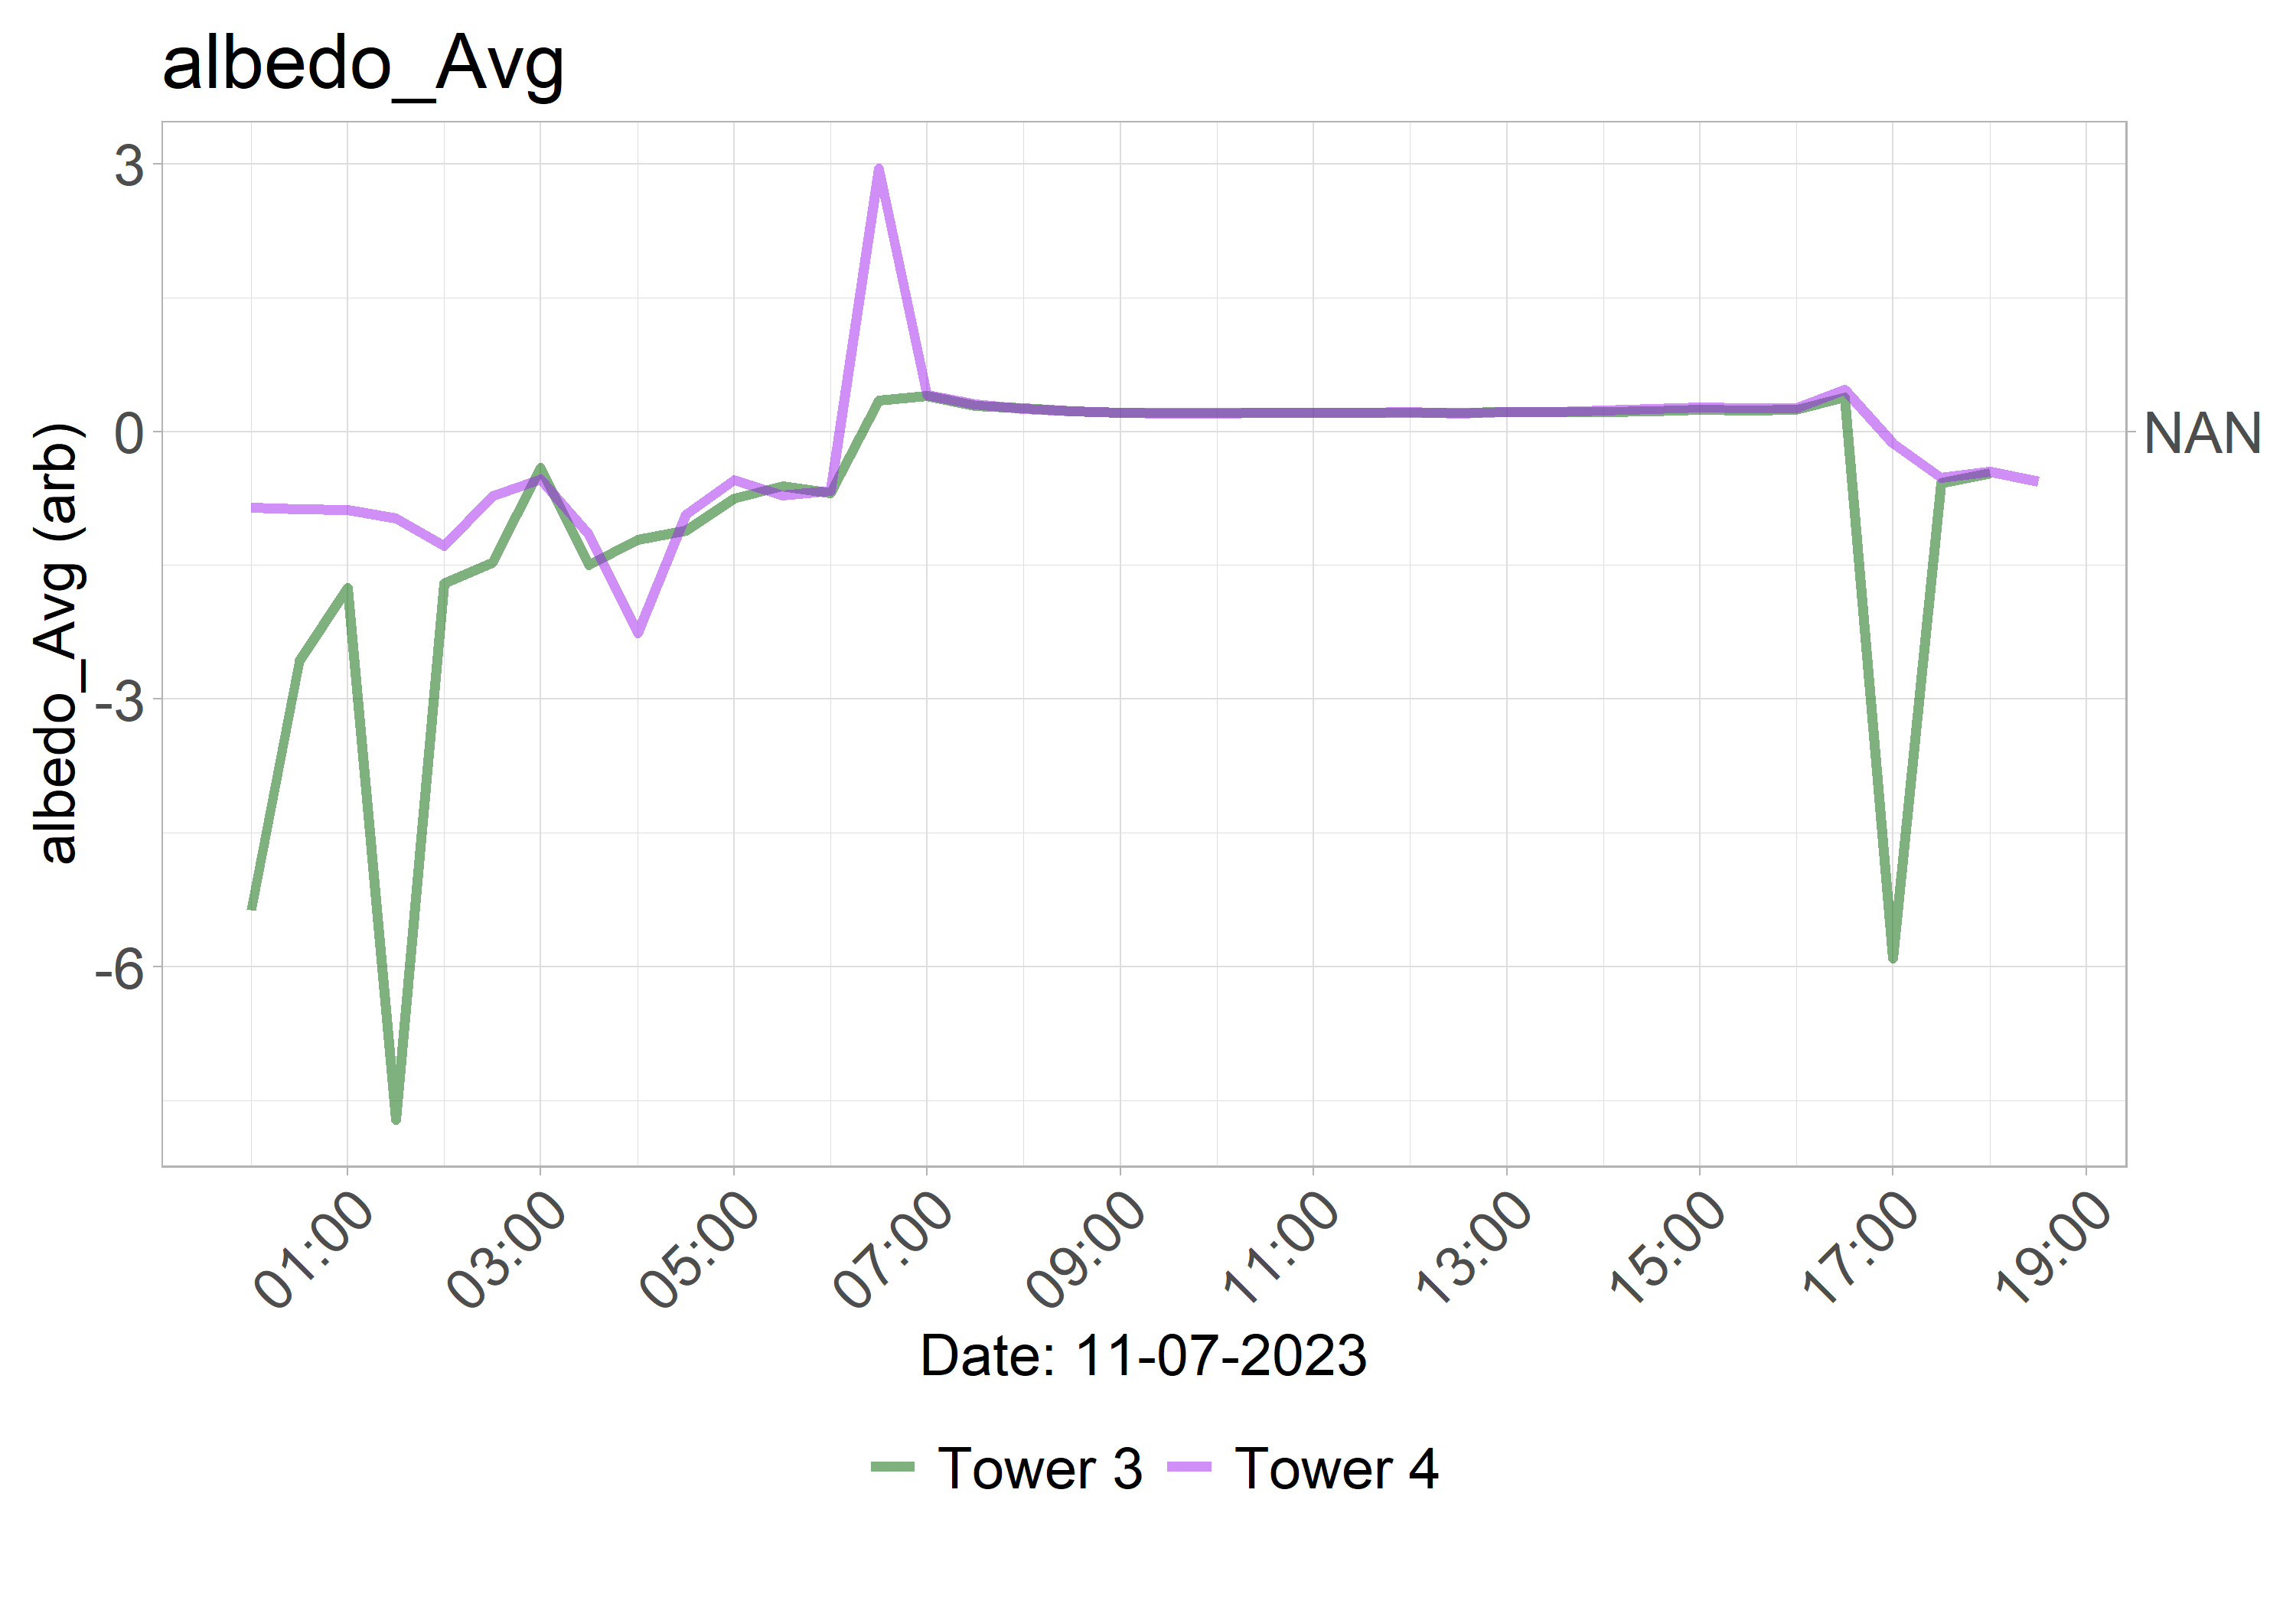 albedo_Avg
albedo_Avg (arb)
3
0
-3
-6
NAN
01:00
03:00
05:00
07:00
09:00
11:00
13:00
15:00
17:00
19:00
Date: 11-07-2023
Tower 3 Tower 4